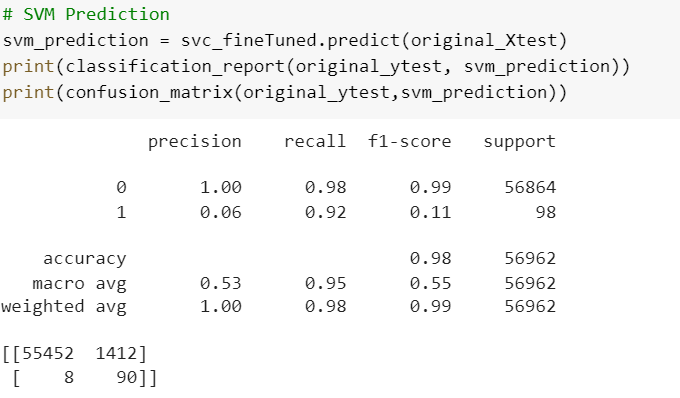 # SVM Prediction
svm_prediction = svc_fineTuned.predict(original_Xtest)
print(classification_report(original_ytest, svm_prediction))
print(confusion_matrix(original_ytest,svm_prediction))
precision recall f1-score support
0 1.00 0.98 0.99 56864
1 0.06 0.92 0.11 98
accuracy 0.98 56962
macro avg 0.53 0.95 0.55 56962
weighted avg 1.00 0.98 0.99 56962
[[55452 1412]
[ 8 90]]